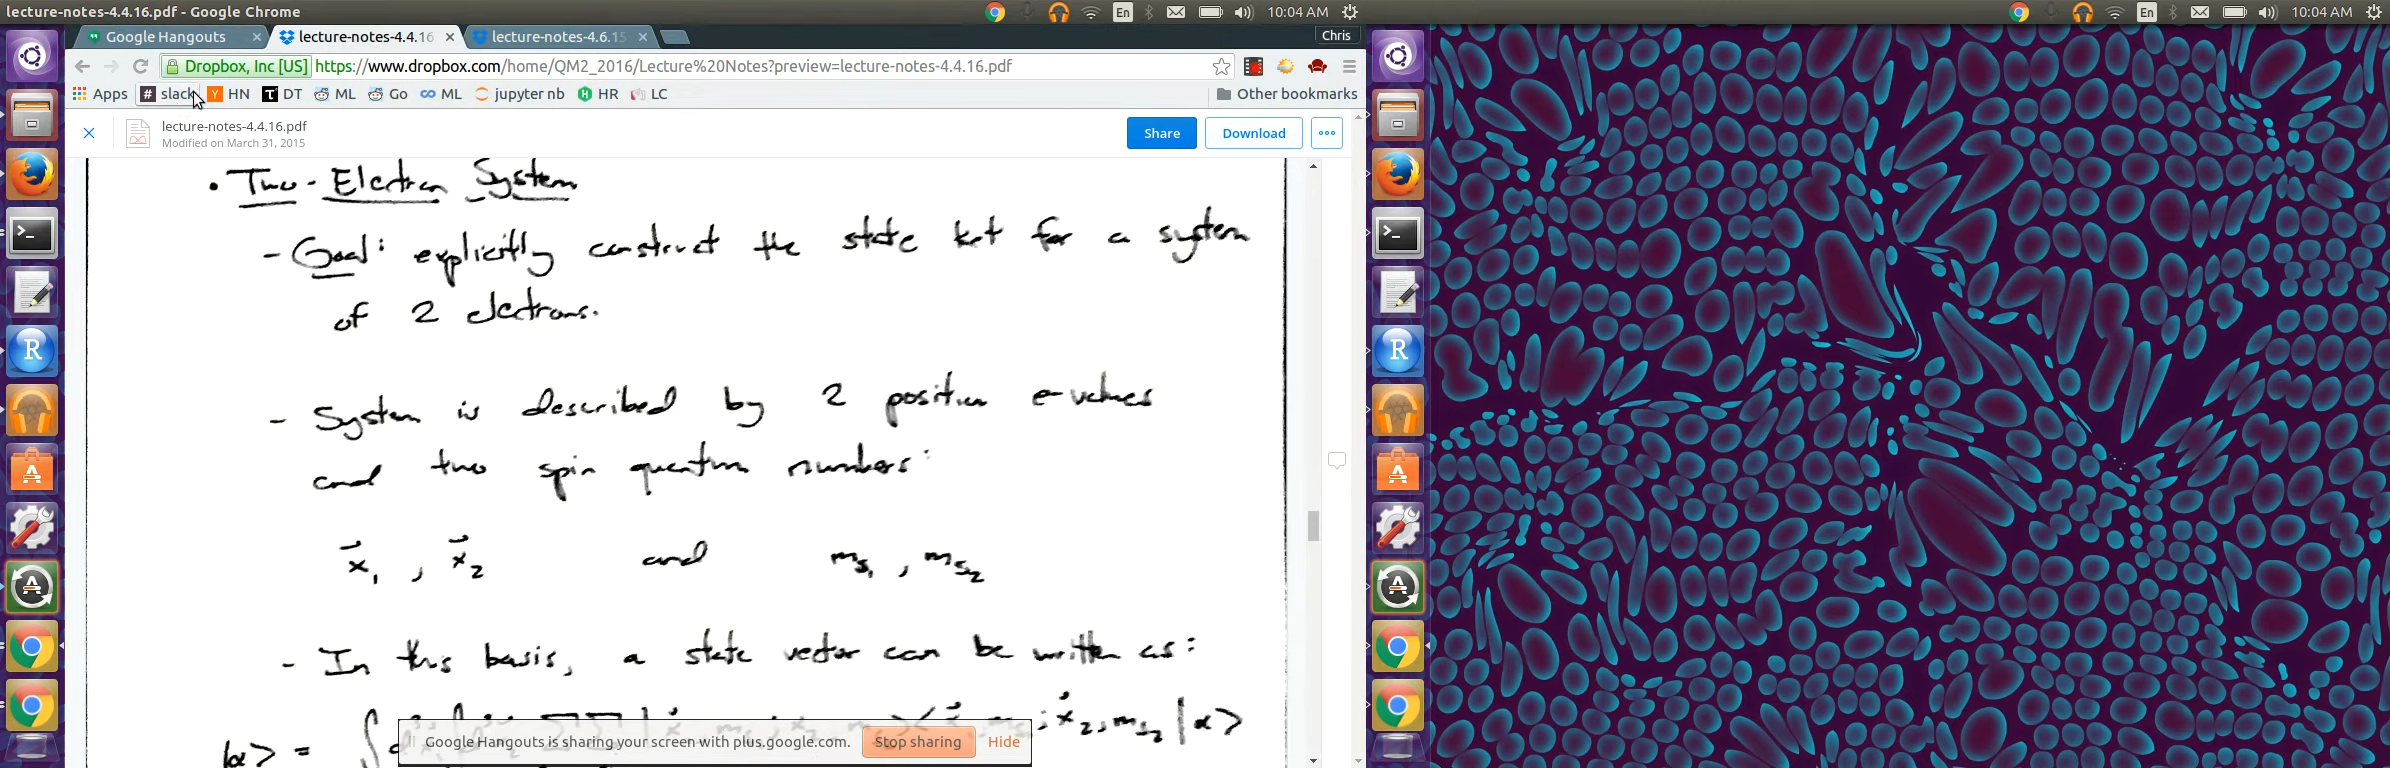 lecture-notes-4.4.16.pdf - Google Chrome
En
10:04 AM
En
10:04 AM
Google Hangouts
lecture-notes-4.4.16
lecture-notes-4.6.15
Chris
Dropbox, Inc [US] https://www.dropbox.com/home/QM2_2016/Lecture%20Notes?preview=lecture-notes-4.4.16.pdf
Apps slack HN DT ML Go ML jupyter nb HR LC Other bookmarks
lecture-notes-4.4.16.pdf
Modified on March 31, 2015
Share
Download
• Two-Electron System
- Goal: explicitly construct the state ket for a system
of 2 electrons.
- System is described by 2 position e-values
and two spin quantum numbers:
x⃗₁ , x⃗₂ and mₛ₁ , mₛ₂
- In this basis, a state vector can be written as:
|α> = ∫
; x⃗₂, mₛ₂ |α>
Google Hangouts is sharing your screen with plus.google.com.
Stop sharing
Hide